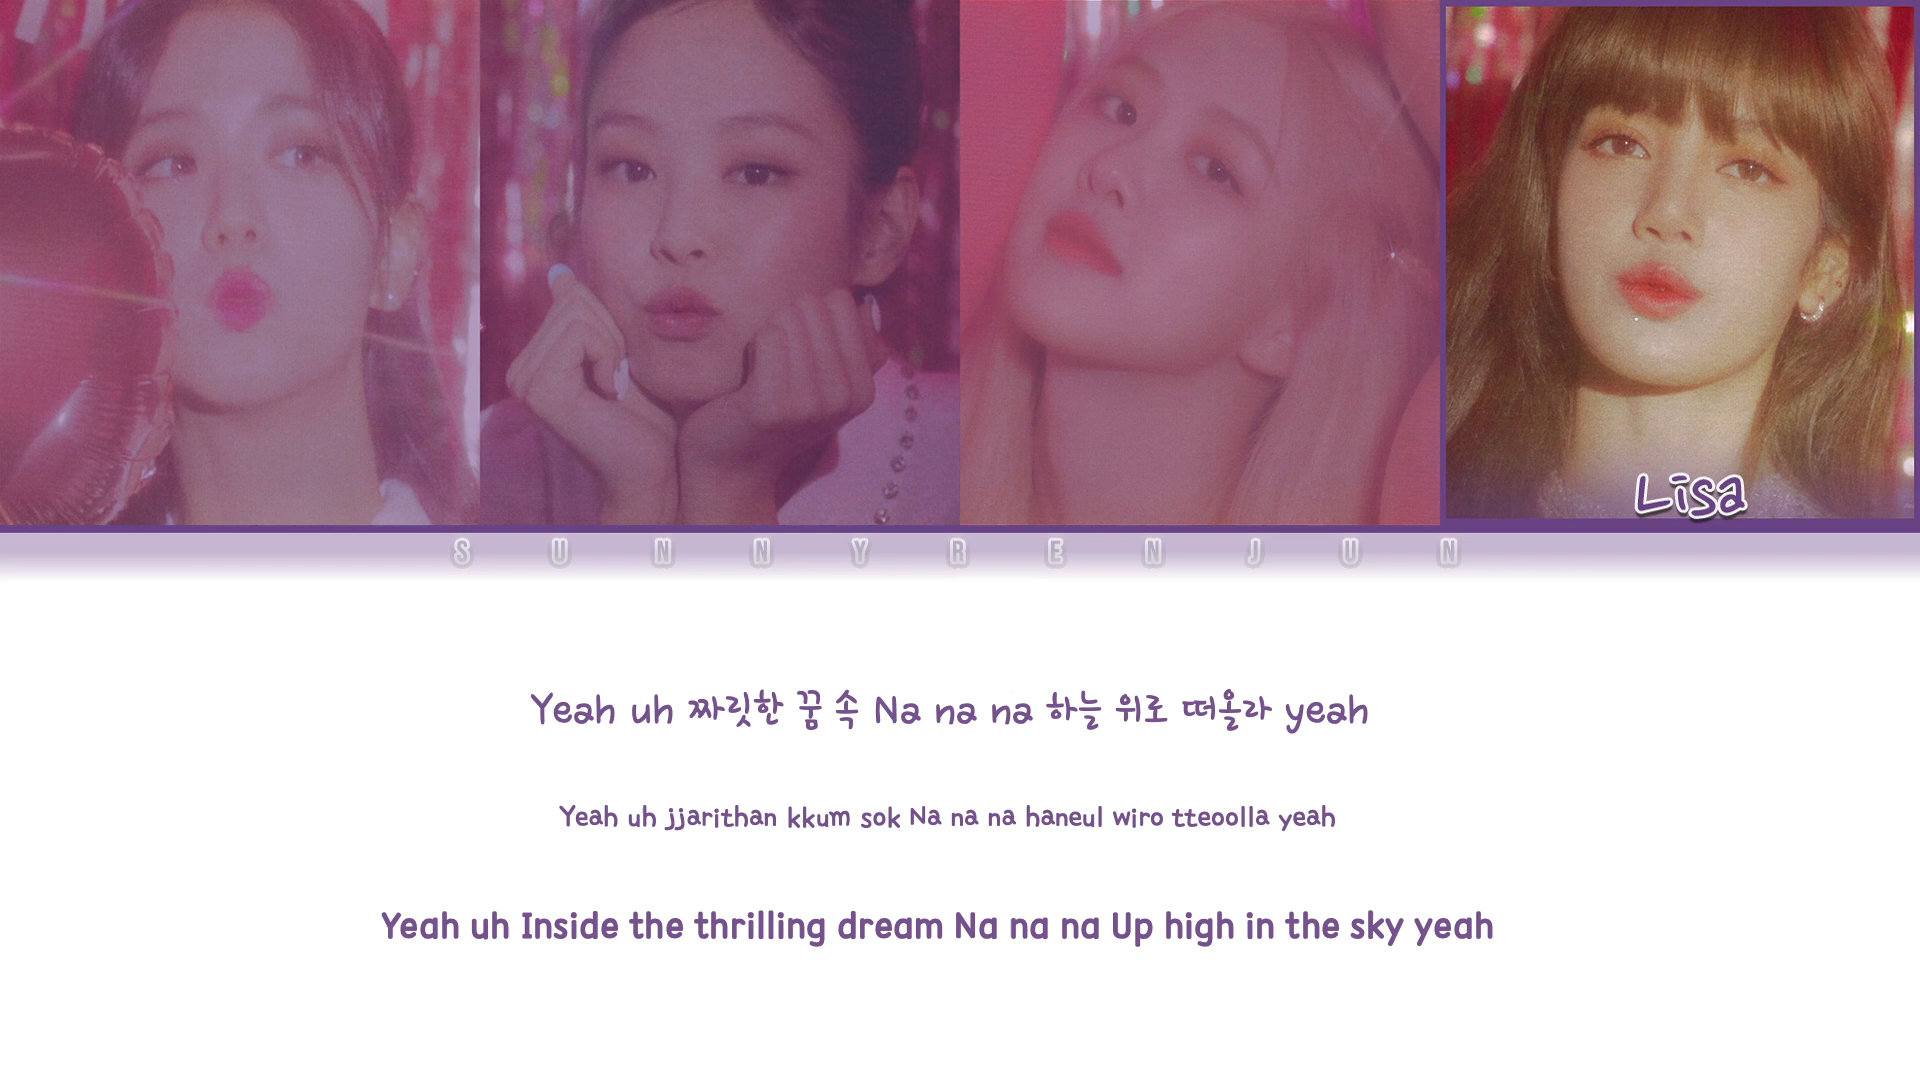 Lisa
SUNNYRENJUN
Yeah uh 짜릿한 꿈 속 Na na na 하늘 위로 떠올라 yeah
Yeah uh jjarithan kkum sok Na na na haneul wiro tteoolla yeah
Yeah uh Inside the thrilling dream Na na na Up high in the sky yeah